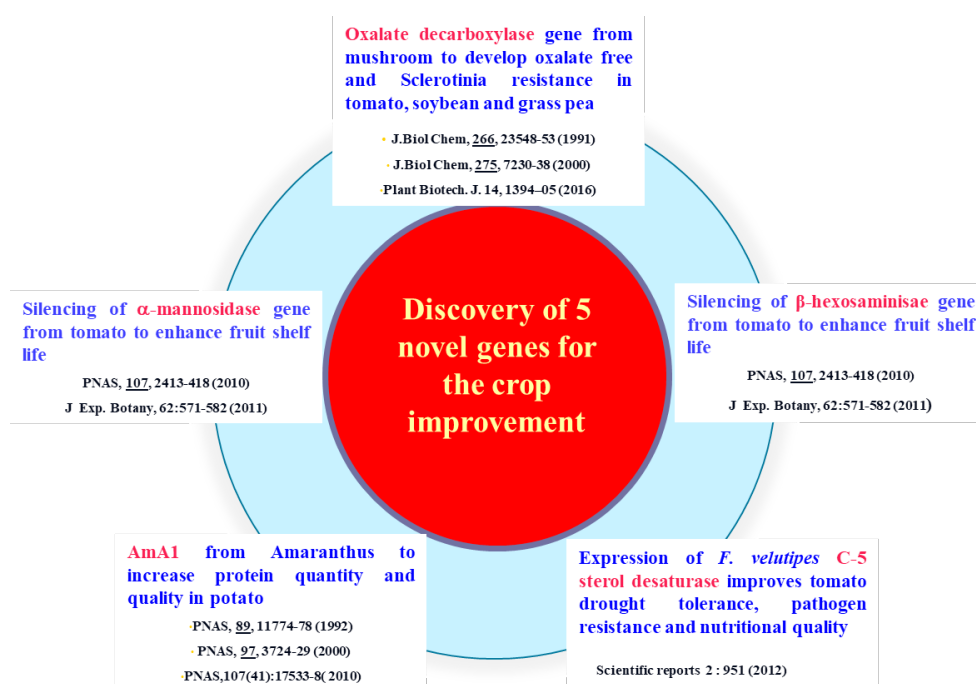 Oxalate decarboxylase gene from
mushroom to develop oxalate free
and Sclerotinia resistance in
tomato, soybean and grass pea
• J.Biol Chem, 266, 23548-53 (1991)
• J.Biol Chem, 275, 7230-38 (2000)
•Plant Biotech. J. 14, 1394–05 (2016)
Silencing of α-mannosidase gene
from tomato to enhance fruit shelf
life
PNAS, 107, 2413-418 (2010)
J Exp. Botany, 62:571-582 (2011)
Discovery of 5
novel genes for
the crop
improvement
Silencing of β-hexosaminisae gene
from tomato to enhance fruit shelf
life
PNAS, 107, 2413-418 (2010)
J Exp. Botany, 62:571-582 (2011)
AmA1 from Amaranthus to
increase protein quantity and
quality in potato
•PNAS, 89, 11774-78 (1992)
• PNAS, 97, 3724-29 (2000)
•PNAS,107(41):17533-8( 2010)
Expression of F. velutipes C-5
sterol desaturase improves tomato
drought tolerance, pathogen
resistance and nutritional quality
Scientific reports 2 : 951 (2012)